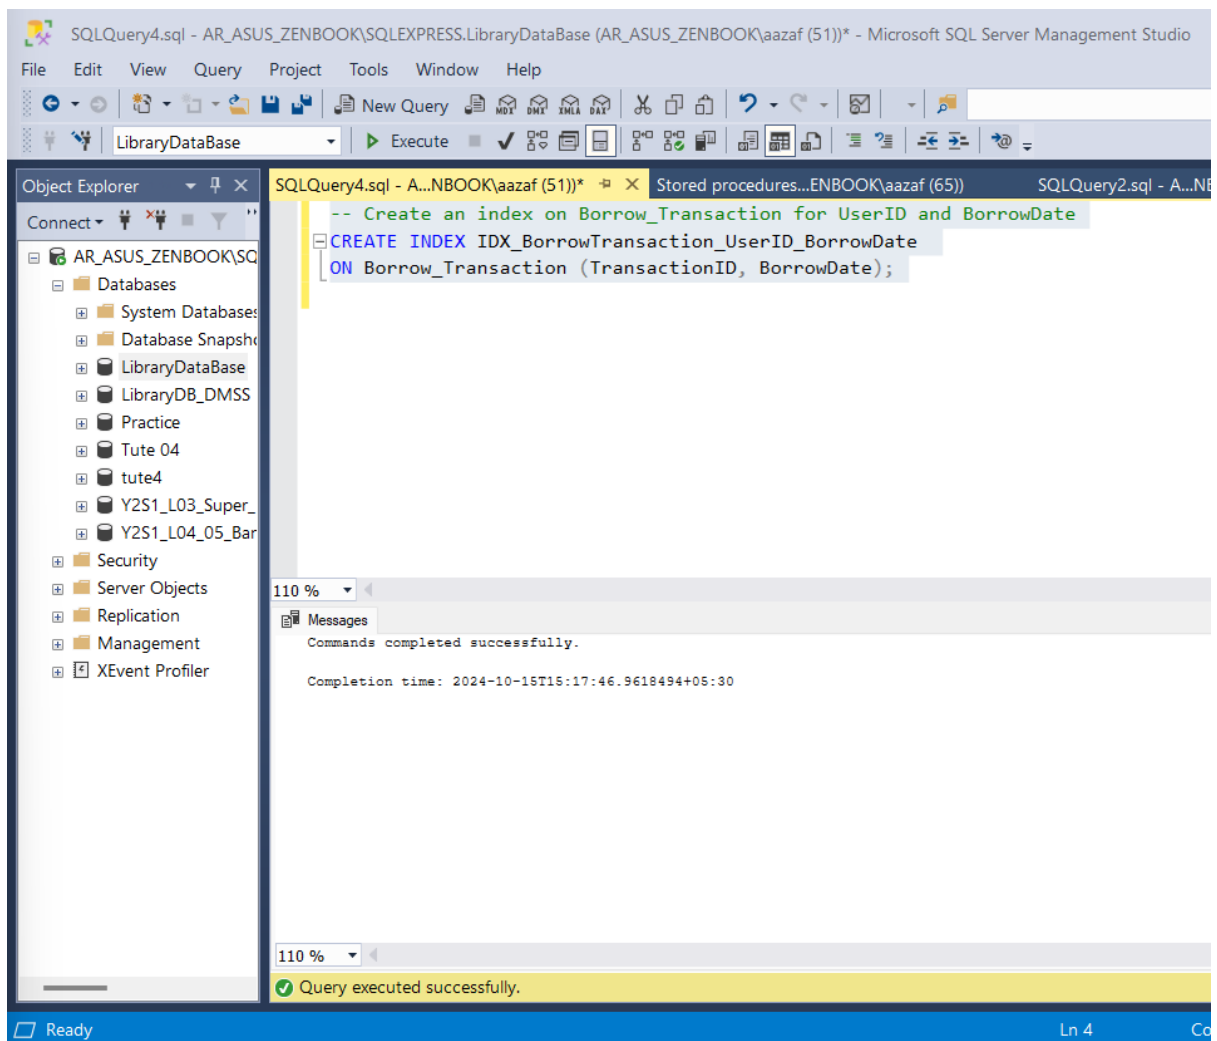 SQLQuery4.sql - AR_ASUS_ZENBOOK\SQLEXPRESS.LibraryDataBase (AR_ASUS_ZENBOOK\aazaf (51))* - Microsoft SQL Server Management Studio
File Edit View Query Project Tools Window Help
New Query MDX DMX XMLA DAX
LibraryDataBase Execute
Object Explorer
Connect
AR_ASUS_ZENBOOK\SQ
Databases
System Databases
Database Snapsh
LibraryDataBase
LibraryDB_DMSS
Practice
Tute 04
tute4
Y2S1_L03_Super_
Y2S1_L04_05_Bar
Security
Server Objects
Replication
Management
XEvent Profiler
SQLQuery4.sql - A...NBOOK\aazaf (51))* Stored procedures...ENBOOK\aazaf (65)) SQLQuery2.sql - A...NB
-- Create an index on Borrow_Transaction for UserID and BorrowDate
CREATE INDEX IDX_BorrowTransaction_UserID_BorrowDate
ON Borrow_Transaction (TransactionID, BorrowDate);
110 %
Messages
Commands completed successfully.
Completion time: 2024-10-15T15:17:46.9618494+05:30
110 %
Query executed successfully.
Ready Ln 4 Co